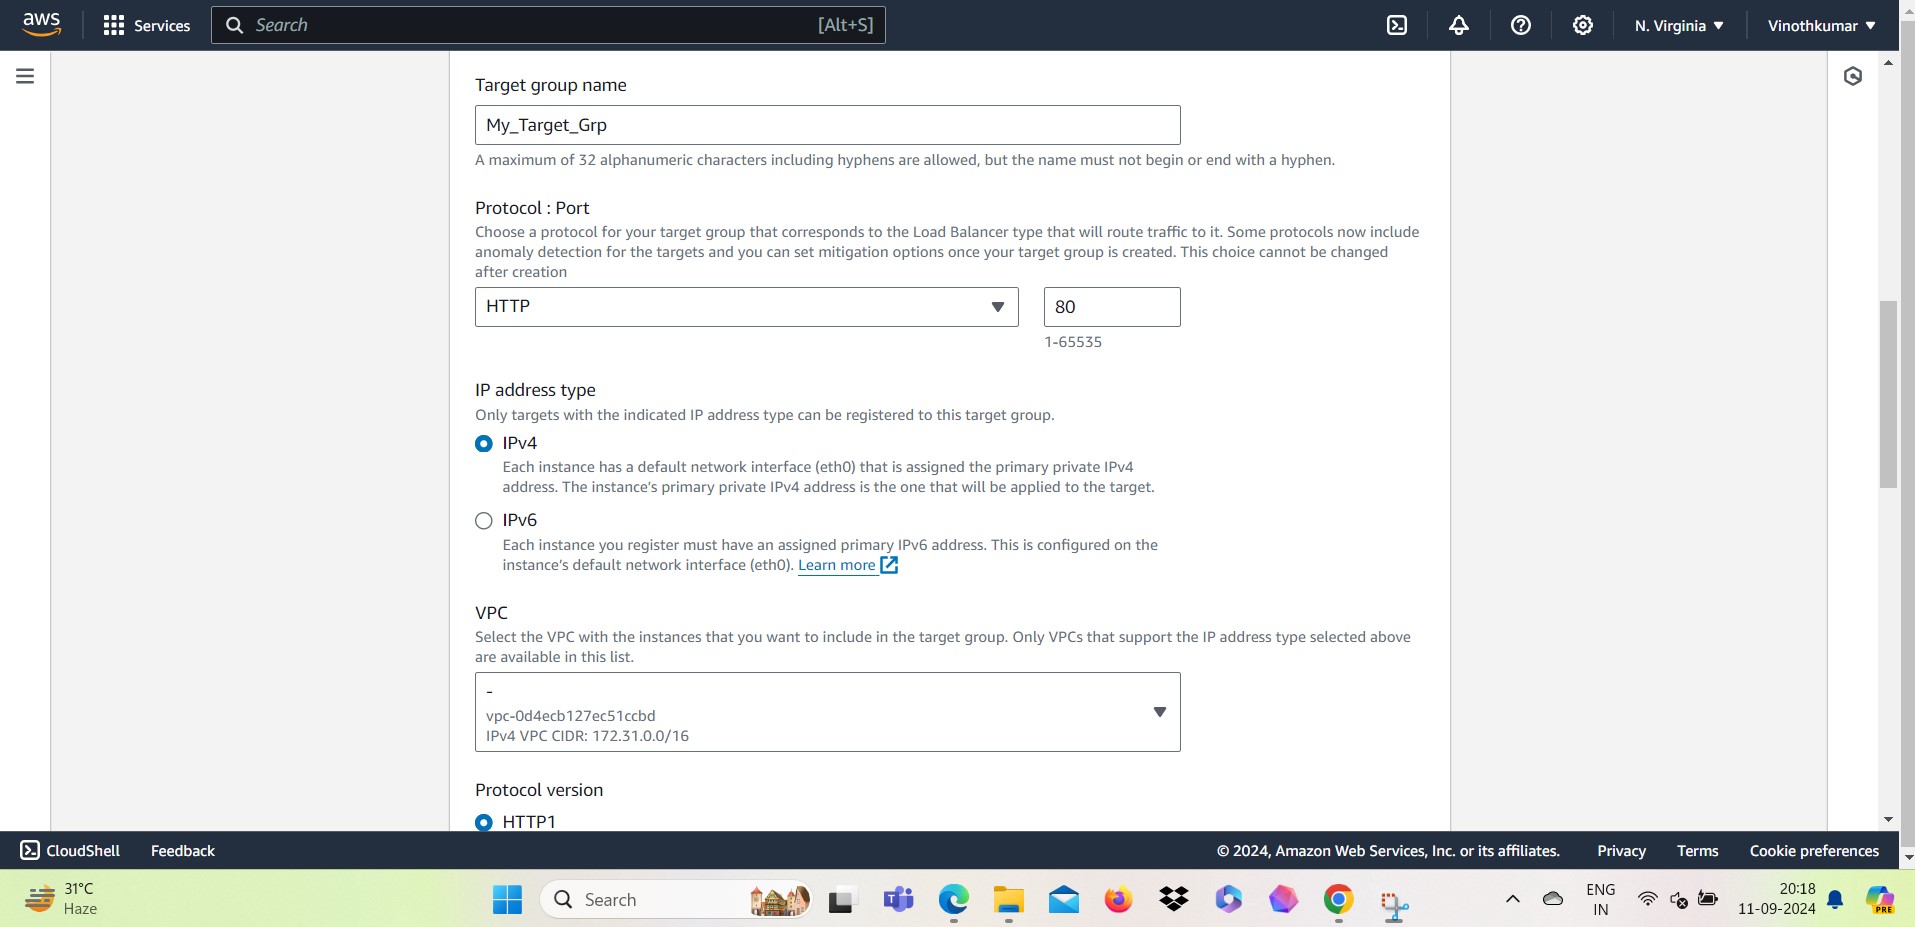 aws
Services
Search
[Alt+S]
N. Virginia
Vinothkumar
Target group name
My_Target_Grp
A maximum of 32 alphanumeric characters including hyphens are allowed, but the name must not begin or end with a hyphen.
Protocol : Port
Choose a protocol for your target group that corresponds to the Load Balancer type that will route traffic to it. Some protocols now include
anomaly detection for the targets and you can set mitigation options once your target group is created. This choice cannot be changed
after creation
HTTP
80
1-65535
IP address type
Only targets with the indicated IP address type can be registered to this target group.
IPv4
Each instance has a default network interface (eth0) that is assigned the primary private IPv4
address. The instance's primary private IPv4 address is the one that will be applied to the target.
IPv6
Each instance you register must have an assigned primary IPv6 address. This is configured on the
instance's default network interface (eth0). Learn more
VPC
Select the VPC with the instances that you want to include in the target group. Only VPCs that support the IP address type selected above
are available in this list.
-
vpc-0d4ecb127ec51ccbd
IPv4 VPC CIDR: 172.31.0.0/16
Protocol version
HTTP1
CloudShell
Feedback
© 2024, Amazon Web Services, Inc. or its affiliates.
Privacy
Terms
Cookie preferences
31°C
Haze
Search
ENG
IN
20:18
11-09-2024
PRE